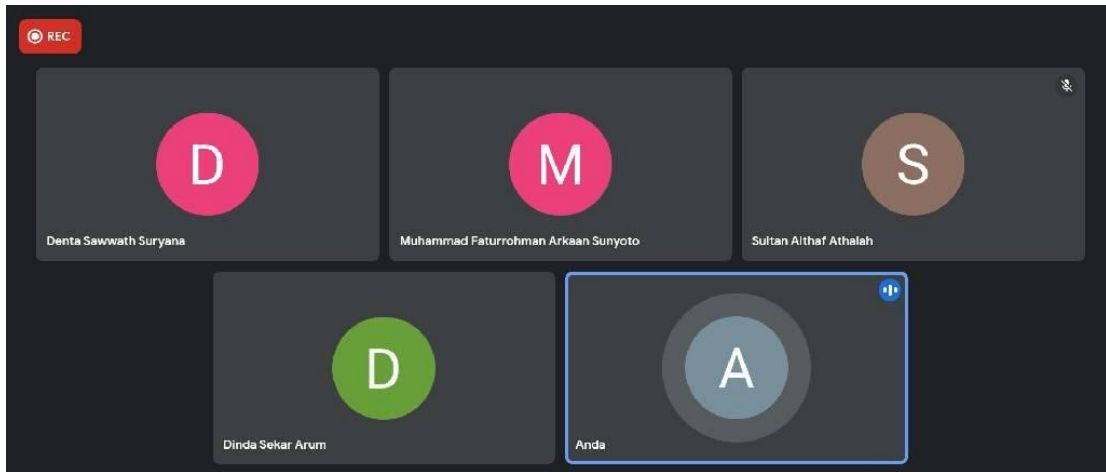 REC
D
Denta Sawwath Suryana
M
Muhammad Faturrohman Arkaan Sunyoto
S
Sultan Althaf Athalah
D
Dinda Sekar Arum
A
Anda